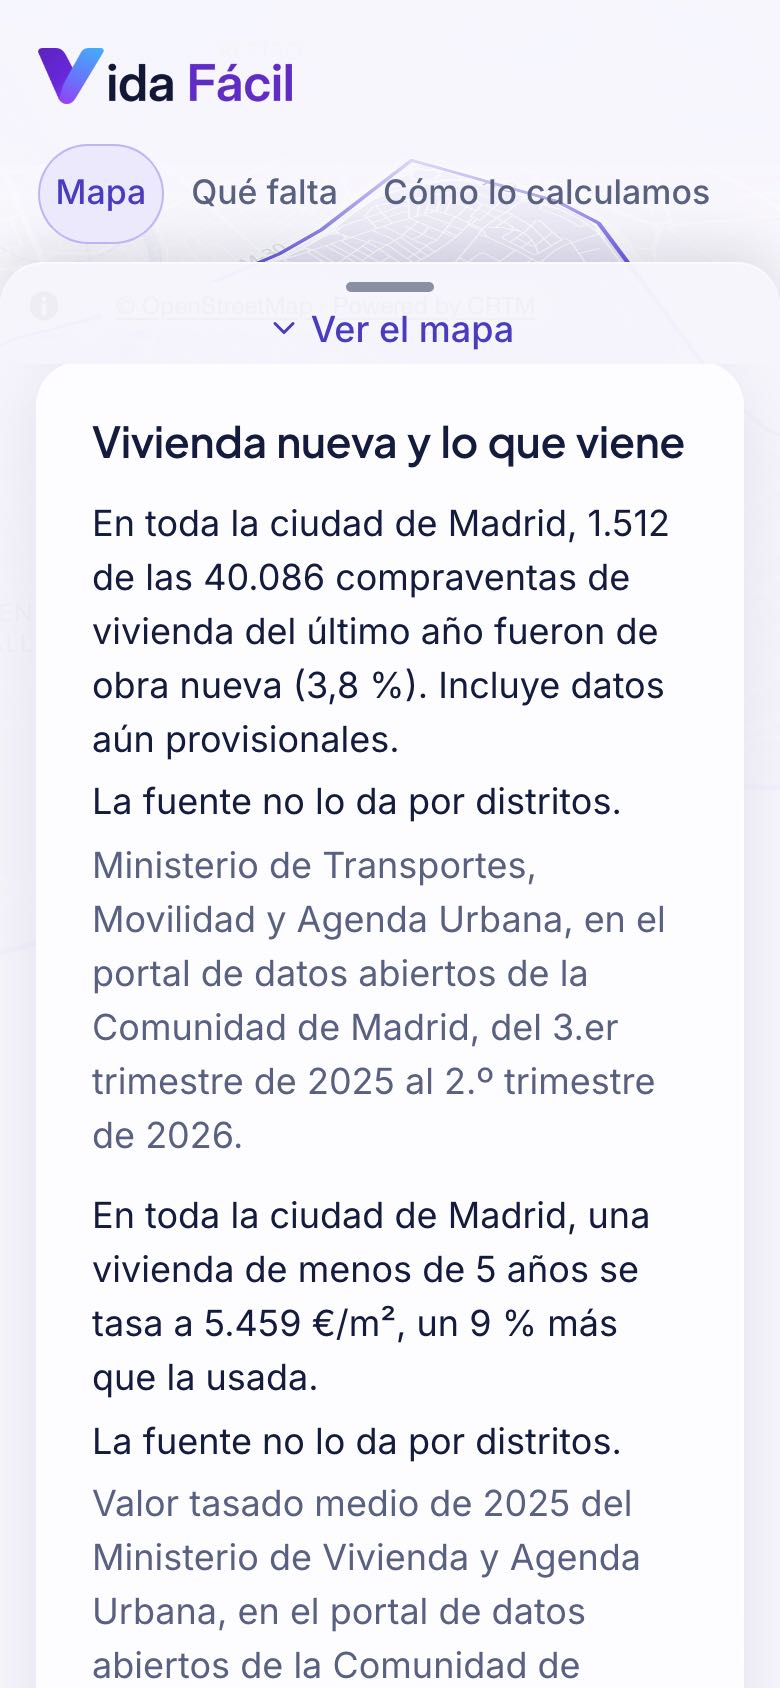 Vida Fácil
Mapa
Qué falta
Cómo lo calculamos
M-30
© OpenStreetMap · Powered by CRTM
Ver el mapa
Vivienda nueva y lo que viene
En toda la ciudad de Madrid, 1.512
de las 40.086 compraventas de
vivienda del último año fueron de
obra nueva (3,8 %). Incluye datos
aún provisionales.
La fuente no lo da por distritos.
Ministerio de Transportes,
Movilidad y Agenda Urbana, en el
portal de datos abiertos de la
Comunidad de Madrid, del 3.er
trimestre de 2025 al 2.º trimestre
de 2026.
En toda la ciudad de Madrid, una
vivienda de menos de 5 años se
tasa a 5.459 €/m², un 9 % más
que la usada.
La fuente no lo da por distritos.
Valor tasado medio de 2025 del
Ministerio de Vivienda y Agenda
Urbana, en el portal de datos
abiertos de la Comunidad de